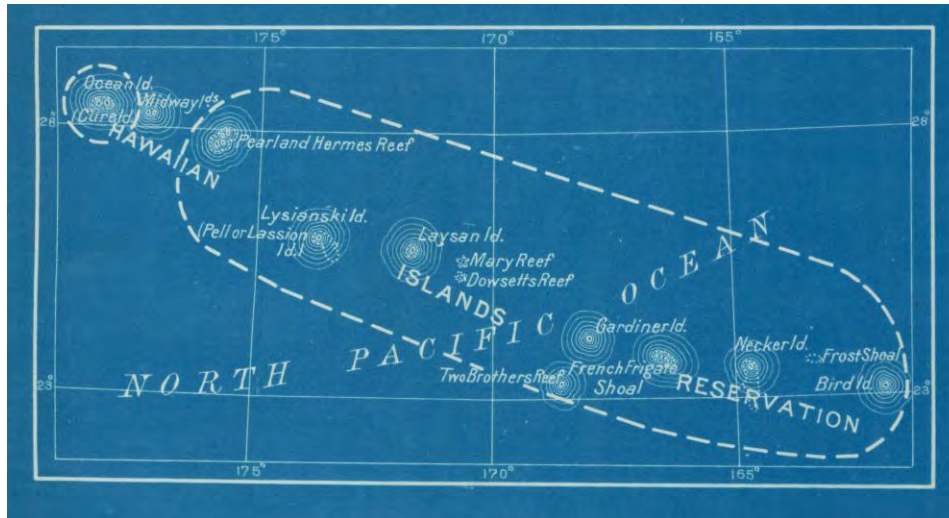 175° 170° 165°
Ocean Id.
(Cure Id.)
Midway Ids
28° 28°
HAWAIIAN
Pearl and Hermes Reef
Lysianski Id.
(Pell or Lassion
Id.)
Laysan Id.
Mary Reef
Dowsetts Reef
ISLANDS
NORTH PACIFIC OCEAN
Gardiner Id.
Necker Id.
Frost Shoal
Two Brothers Reef
French Frigate
Shoal
RESERVATION
Bird Id.
23° 23°
175° 170° 165°